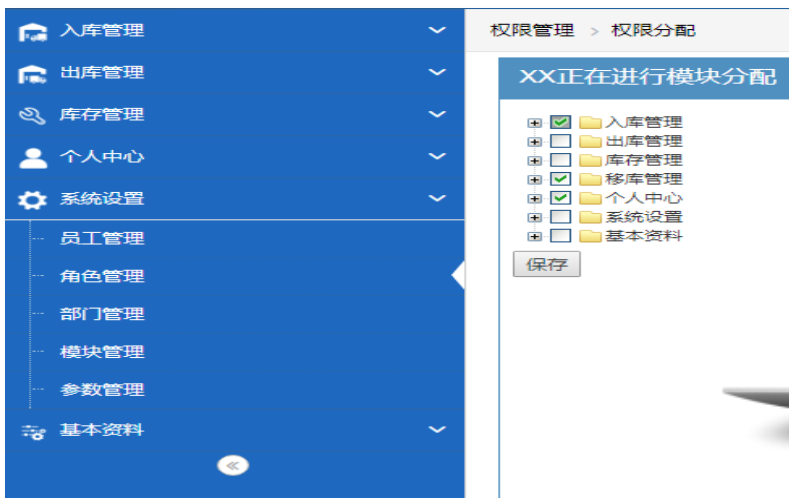 入库管理
出库管理
库存管理
个人中心
系统设置
员工管理
角色管理
部门管理
模块管理
参数管理
基本资料
权限管理 > 权限分配
XX正在进行模块分配
入库管理
出库管理
库存管理
移库管理
个人中心
系统设置
基本资料
保存